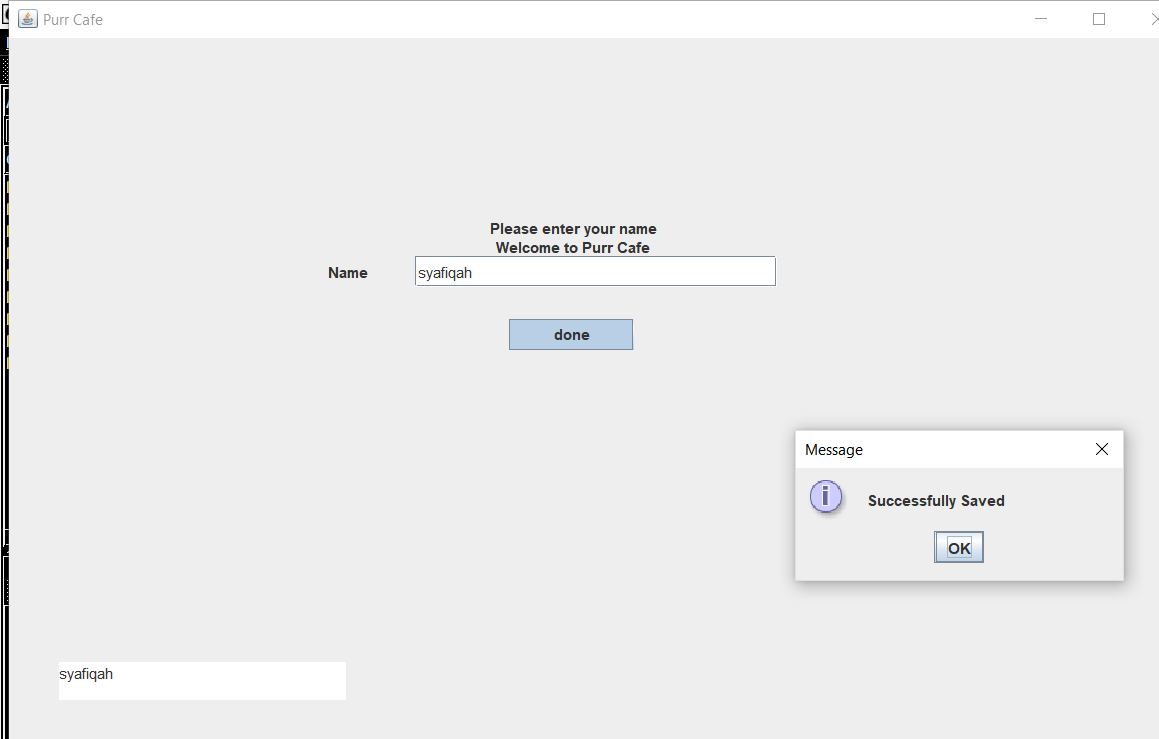 Purr Cafe
Please enter your name
Welcome to Purr Cafe
Name
syafiqah
done
Message
Successfully Saved
OK
syafiqah